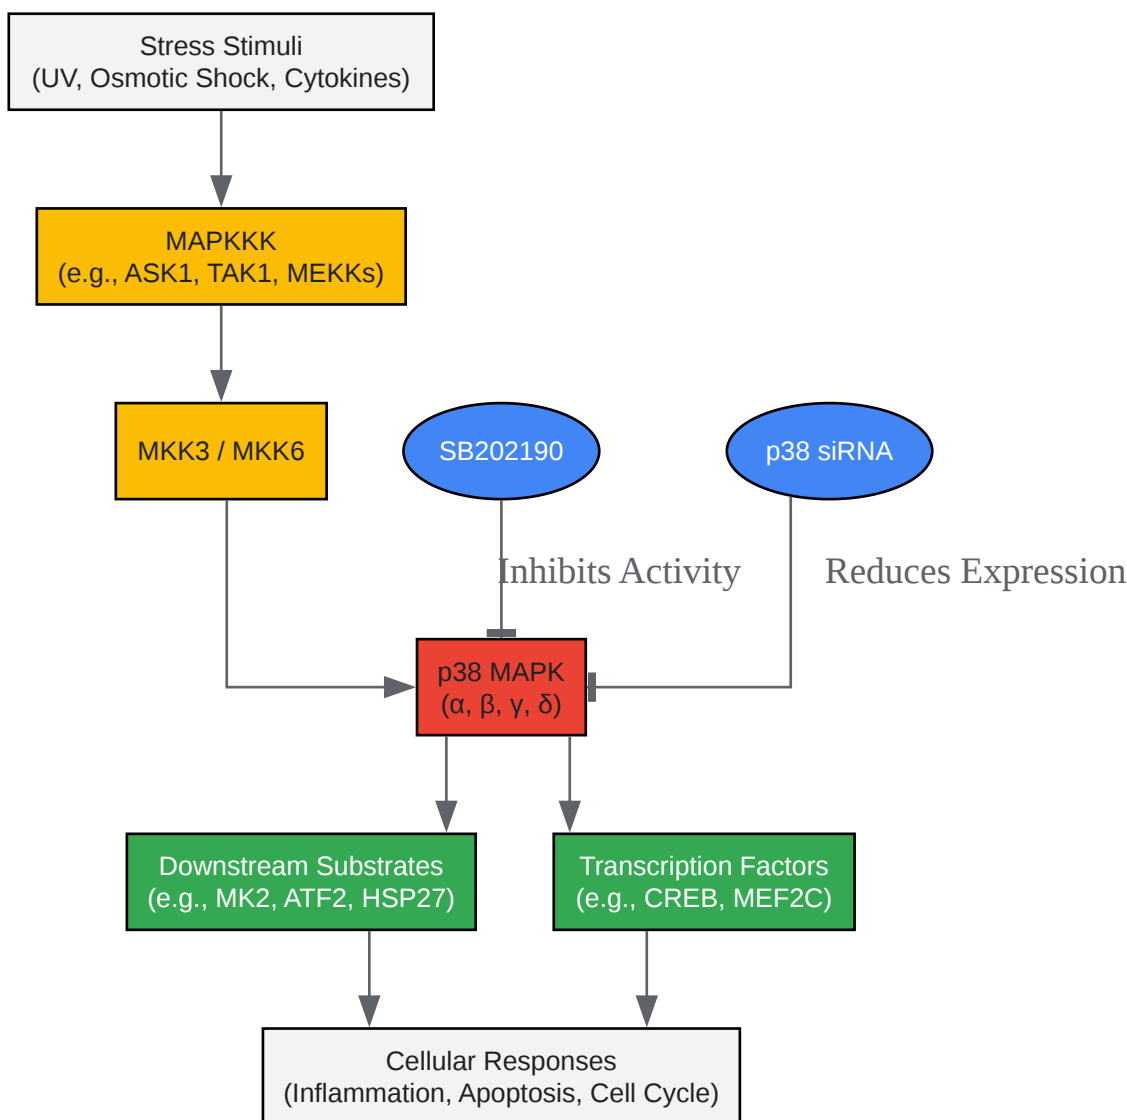 Stress Stimuli
(UV, Osmotic Shock, Cytokines)
MAPKKK
(e.g., ASK1, TAK1, MEKKs)
MKK3 / MKK6
SB202190
p38 siRNA
Inhibits Activity
Reduces Expression
p38 MAPK
(α, β, γ, δ)
Downstream Substrates
(e.g., MK2, ATF2, HSP27)
Transcription Factors
(e.g., CREB, MEF2C)
Cellular Responses
(Inflammation, Apoptosis, Cell Cycle)